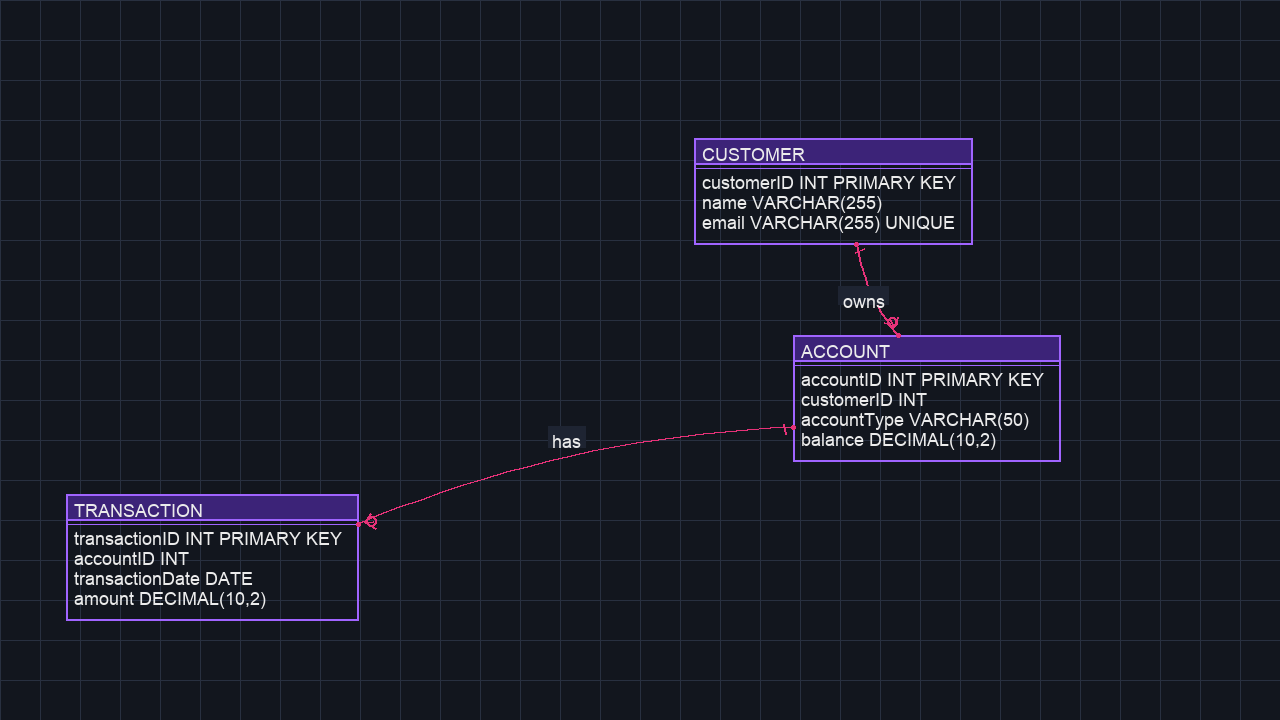 CUSTOMER
customerID INT PRIMARY KEY
name VARCHAR(255)
email VARCHAR(255) UNIQUE
owns
ACCOUNT
accountID INT PRIMARY KEY
customerID INT
accountType VARCHAR(50)
balance DECIMAL(10,2)
has
TRANSACTION
transactionID INT PRIMARY KEY
accountID INT
transactionDate DATE
amount DECIMAL(10,2)